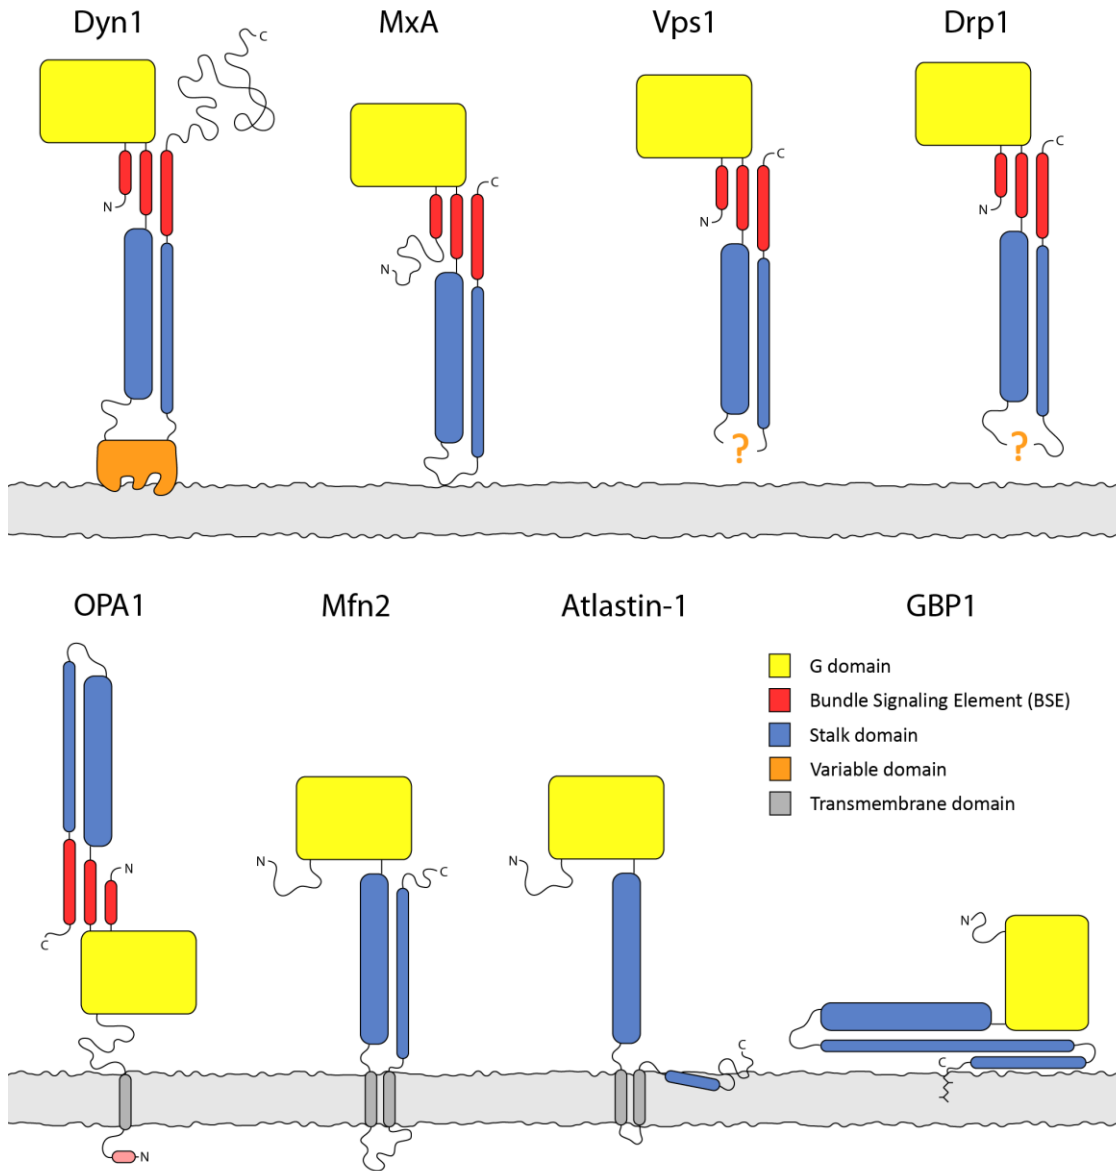 Dyn1 MxA Vps1 Drp1
C
C
C
C
N
N
N
N
?
?
OPA1 Mfn2 Atlastin-1 GBP1
G domain
Bundle Signaling Element (BSE)
Stalk domain
Variable domain
Transmembrane domain
N
C
N
C
N
N
C
C
N